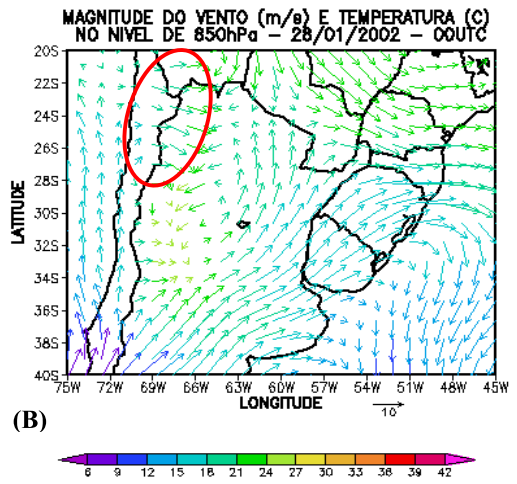 MAGNITUDE DO VENTO (m/s) E TEMPERATURA (C)
NO NIVEL DE 850hPa – 28/01/2002 – 00UTC
20S
22S
24S
26S
28S
30S
32S
34S
36S
38S
40S
LATITUDE
75W 72W 69W 66W 63W 60W 57W 54W 51W 48W 45W
LONGITUDE
10
(B)
6 9 12 15 18 21 24 27 30 33 38 39 42